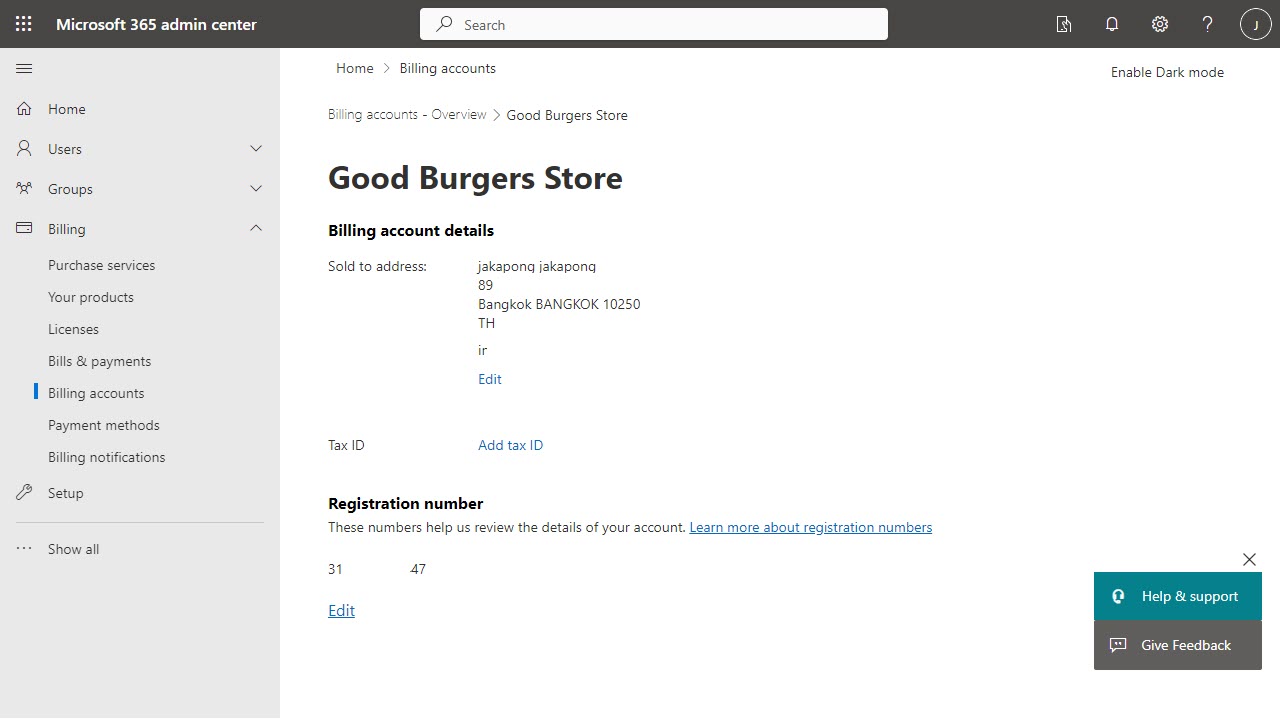 Microsoft 365 admin center
Search
J
Home
Users
Groups
Billing
Purchase services
Your products
Licenses
Bills & payments
Billing accounts
Payment methods
Billing notifications
Setup
Show all
Home > Billing accounts
Enable Dark mode
Billing accounts - Overview > Good Burgers Store
Good Burgers Store
Billing account details
Sold to address:
jakapong jakapong
89
Bangkok BANGKOK 10250
TH
ir
Edit
Tax ID
Add tax ID
Registration number
These numbers help us review the details of your account. Learn more about registration numbers
31 47
Edit
Help & support
Give Feedback